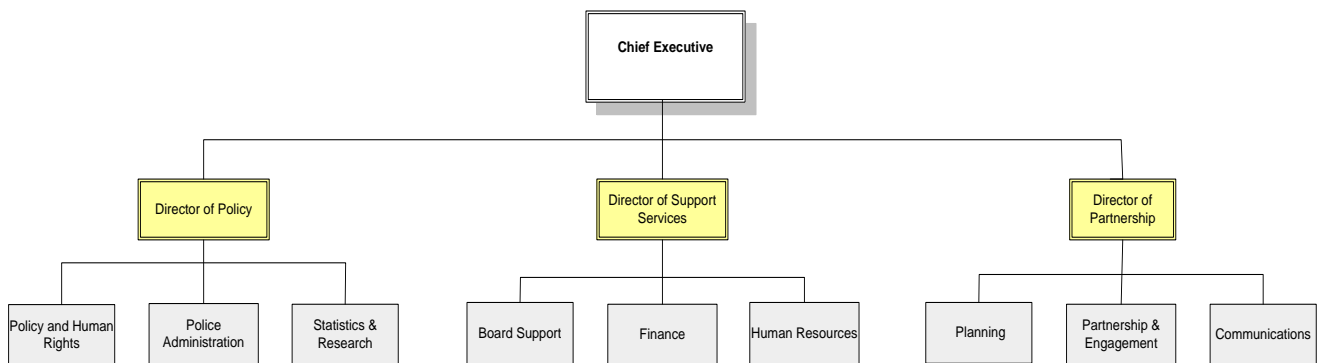 Chief Executive
Director of Policy
Director of Support
Services
Director of
Partnership
Policy and Human
Rights
Police
Administration
Statistics &
Research
Board Support
Finance
Human Resources
Planning
Partnership &
Engagement
Communications